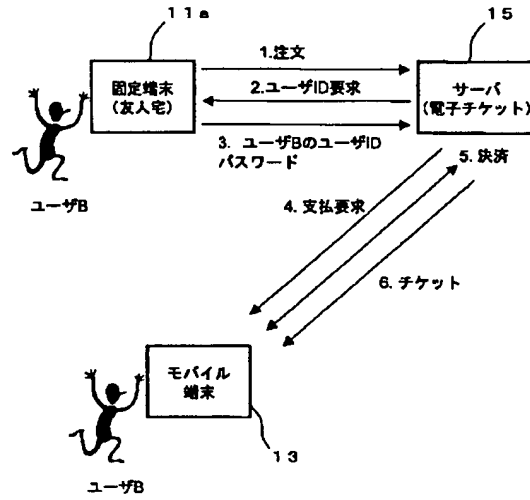 11a
15
固定端末
(友人宅)
1.注文
2.ユーザID要求
3. ユーザBのユーザID
パスワード
サーバ
(電子チケット)
ユーザB
4. 支払要求
5. 決済
6. チケット
モバイル
端末
13
ユーザB